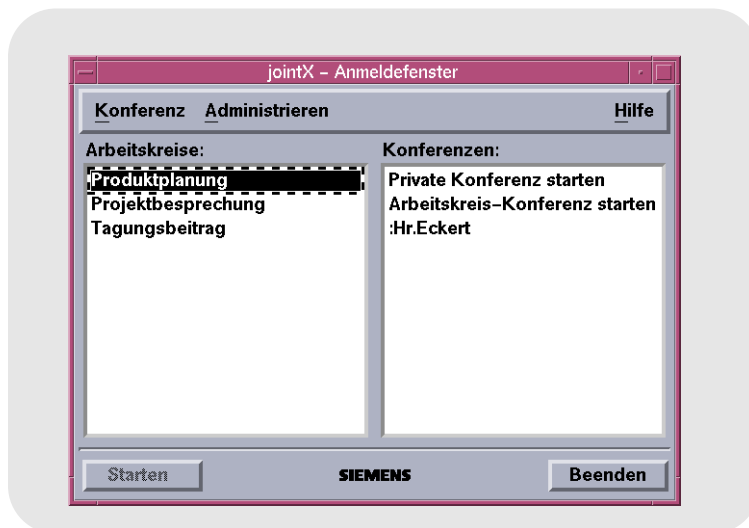 jointX – Anmeldefenster
Konferenz Administrieren Hilfe
Arbeitskreise:
Produktplanung
Projektbesprechung
Tagungsbeitrag
Konferenzen:
Private Konferenz starten
Arbeitskreis–Konferenz starten
:Hr.Eckert
Starten SIEMENS Beenden